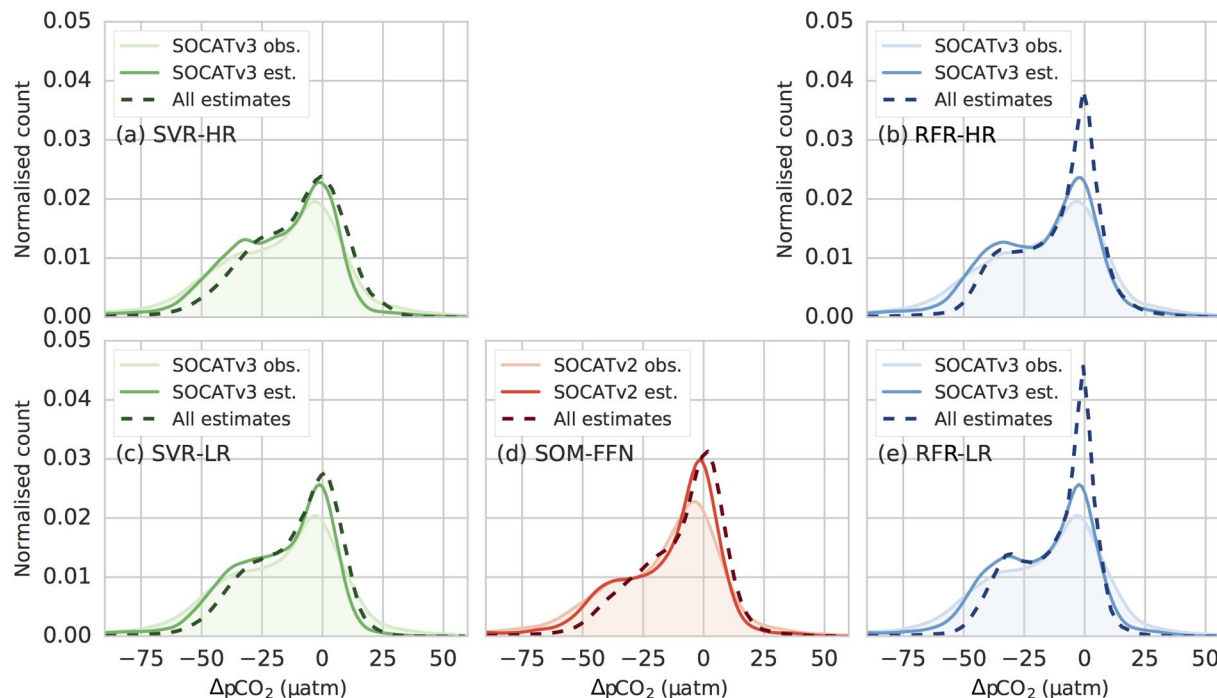 0.05
0.04
0.03
0.02
0.01
0.00
Normalised count
SOCATv3 obs.
SOCATv3 est.
All estimates
(a) SVR-HR
0.05
0.04
0.03
0.02
0.01
0.00
Normalised count
SOCATv3 obs.
SOCATv3 est.
All estimates
(b) RFR-HR
0.05
0.04
0.03
0.02
0.01
0.00
Normalised count
SOCATv3 obs.
SOCATv3 est.
All estimates
(c) SVR-LR
−75 −50 −25 0 25 50
ΔpCO₂ (µatm)
SOCATv2 obs.
SOCATv2 est.
All estimates
(d) SOM-FFN
−75 −50 −25 0 25 50
ΔpCO₂ (µatm)
SOCATv3 obs.
SOCATv3 est.
All estimates
(e) RFR-LR
−75 −50 −25 0 25 50
ΔpCO₂ (µatm)